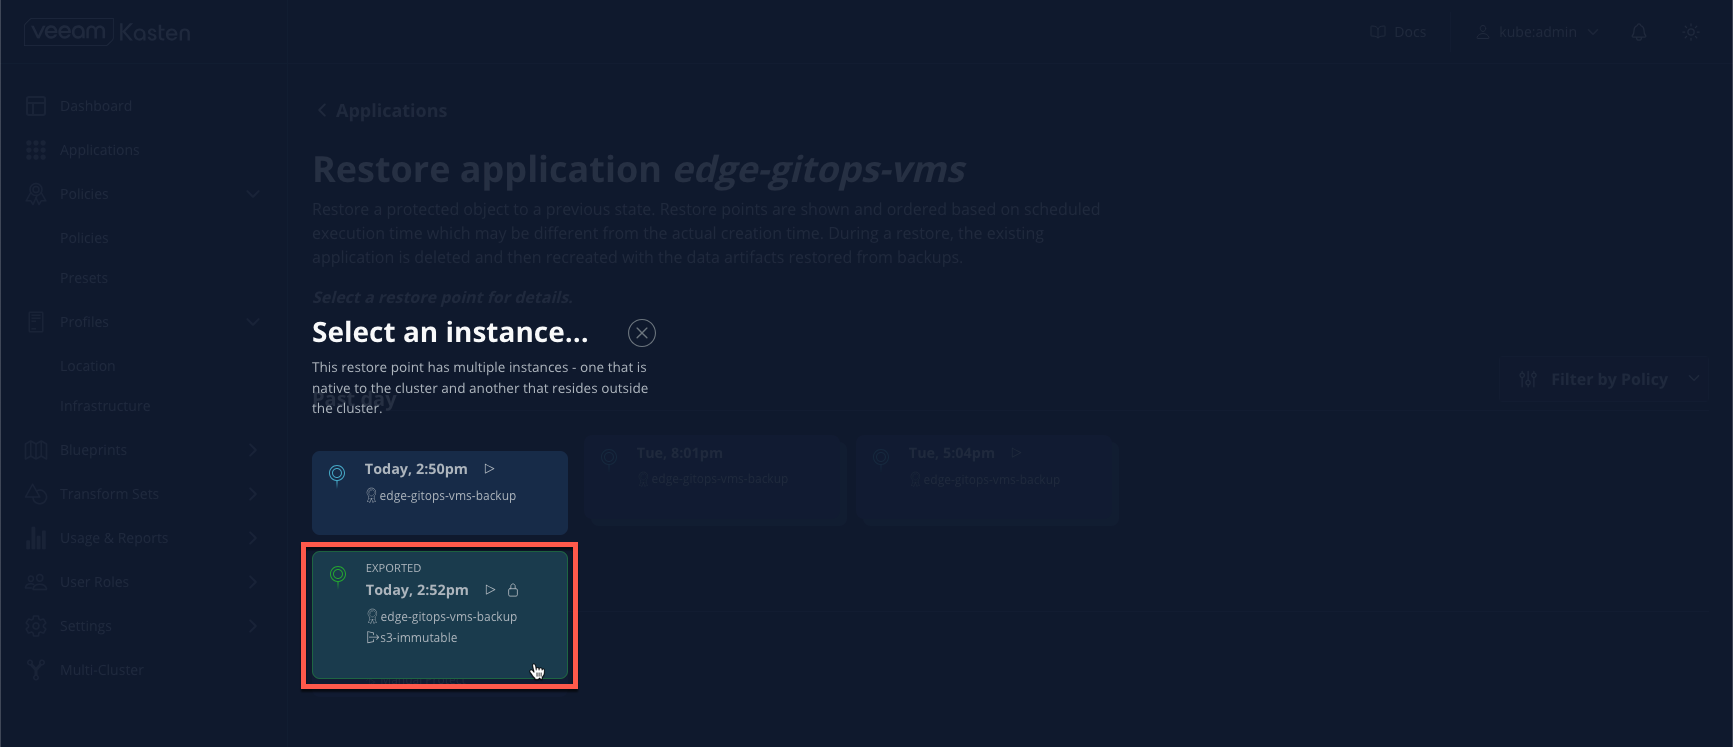 veeam Kasten
Docs
kube:admin
Dashboard
Applications
Policies
Policies
Presets
Profiles
Location
Infrastructure
Blueprints
Transform Sets
Usage & Reports
User Roles
Settings
Multi-Cluster
Applications
Restore application edge-gitops-vms
Restore a protected object to a previous state. Restore points are shown and ordered based on scheduled
execution time which may be different from the actual creation time. During a restore, the existing
application is deleted and then recreated with the data artifacts restored from backups.
Select a restore point for details.
Select an instance...
This restore point has multiple instances - one that is
native to the cluster and another that resides outside
the cluster.
Past day
Filter by Policy
Today, 2:50pm
edge-gitops-vms-backup
Tue, 8:01pm
edge-gitops-vms-backup
Tue, 5:04pm
edge-gitops-vms-backup
EXPORTED
Today, 2:52pm
edge-gitops-vms-backup
s3-immutable